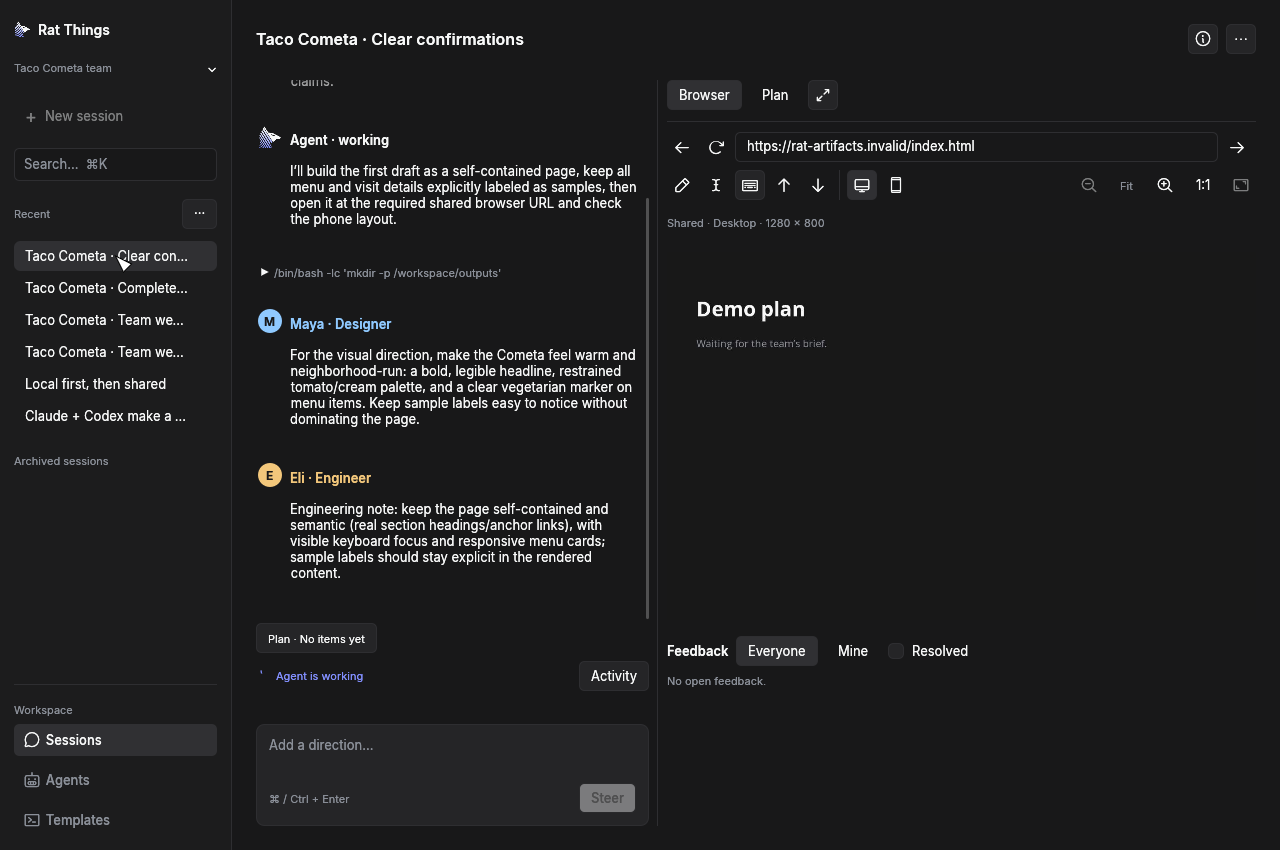 Rat Things
Taco Cometa team
+ New session
Search... ⌘K
Recent
...
Taco Cometa · Clear con...
Taco Cometa · Complete...
Taco Cometa · Team we...
Taco Cometa · Team we...
Local first, then shared
Claude + Codex make a ...
Archived sessions
Workspace
Sessions
Agents
Templates
Taco Cometa · Clear confirmations
...
claims.
Agent · working
I'll build the first draft as a self-contained page, keep all
menu and visit details explicitly labeled as samples, then
open it at the required shared browser URL and check
the phone layout.
/bin/bash -lc 'mkdir -p /workspace/outputs'
M
Maya · Designer
For the visual direction, make the Cometa feel warm and
neighborhood-run: a bold, legible headline, restrained
tomato/cream palette, and a clear vegetarian marker on
menu items. Keep sample labels easy to notice without
dominating the page.
E
Eli · Engineer
Engineering note: keep the page self-contained and
semantic (real section headings/anchor links), with
visible keyboard focus and responsive menu cards;
sample labels should stay explicit in the rendered
content.
Plan · No items yet
Agent is working
Activity
Add a direction...
⌘ / Ctrl + Enter
Steer
Browser
Plan
https://rat-artifacts.invalid/index.html
Fit
1:1
Shared · Desktop · 1280 × 800
Demo plan
Waiting for the team's brief.
Feedback
Everyone
Mine
Resolved
No open feedback.